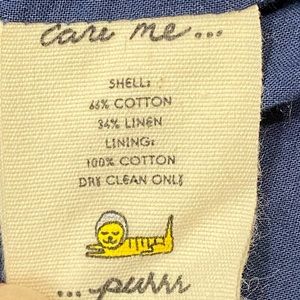 care me...
SHELL:
66% COTTON
34% LINEN
LINING:
100% COTTON
DRY CLEAN ONLY
... purrr